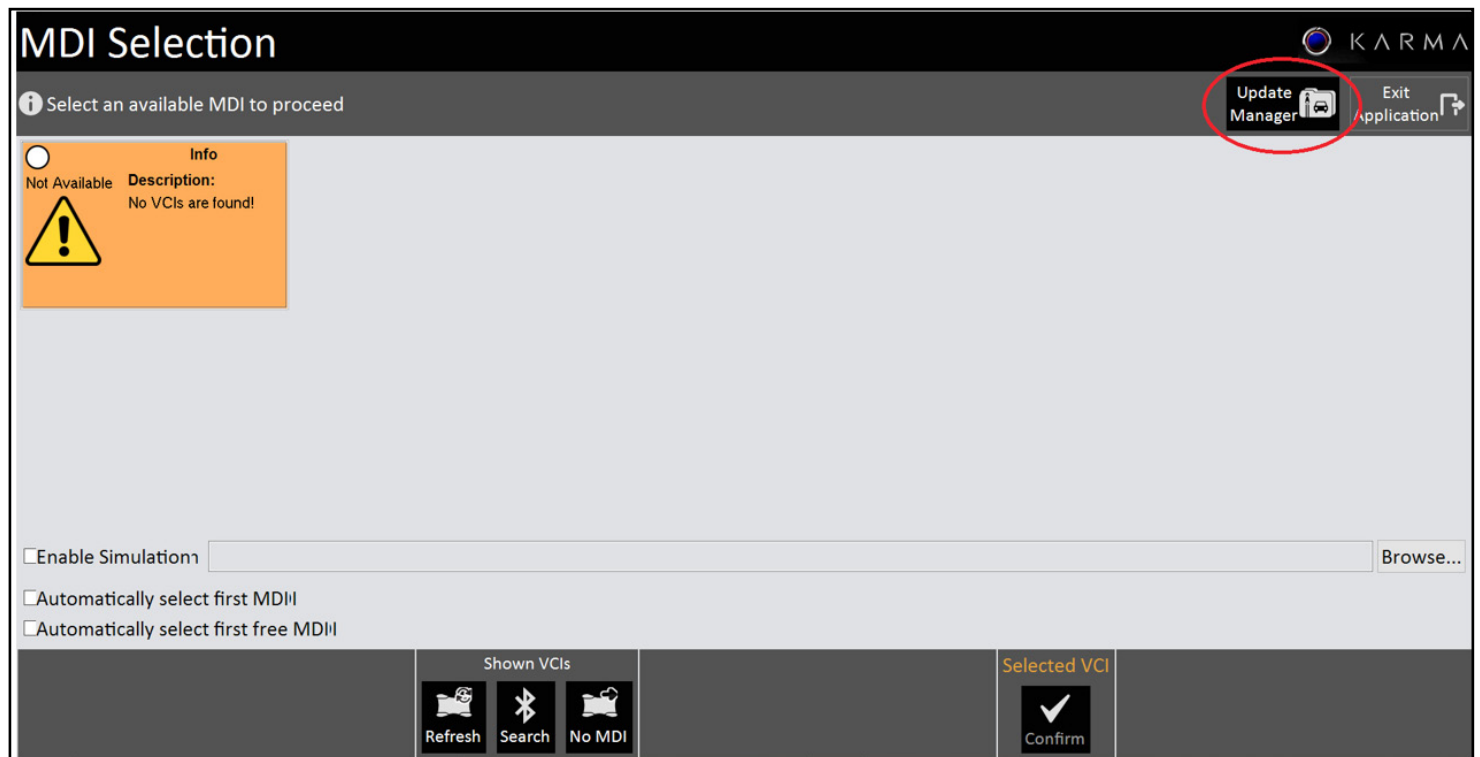 MDI Selection
KARMA
Select an available MDI to proceed
Update
Manager
Exit
Application
Info
Not Available
Description:
No VCIs are found!
Enable Simulation
Browse...
Automatically select first MDI
Automatically select first free MDI
Shown VCIs
Refresh
Search
No MDI
Selected VCI
Confirm